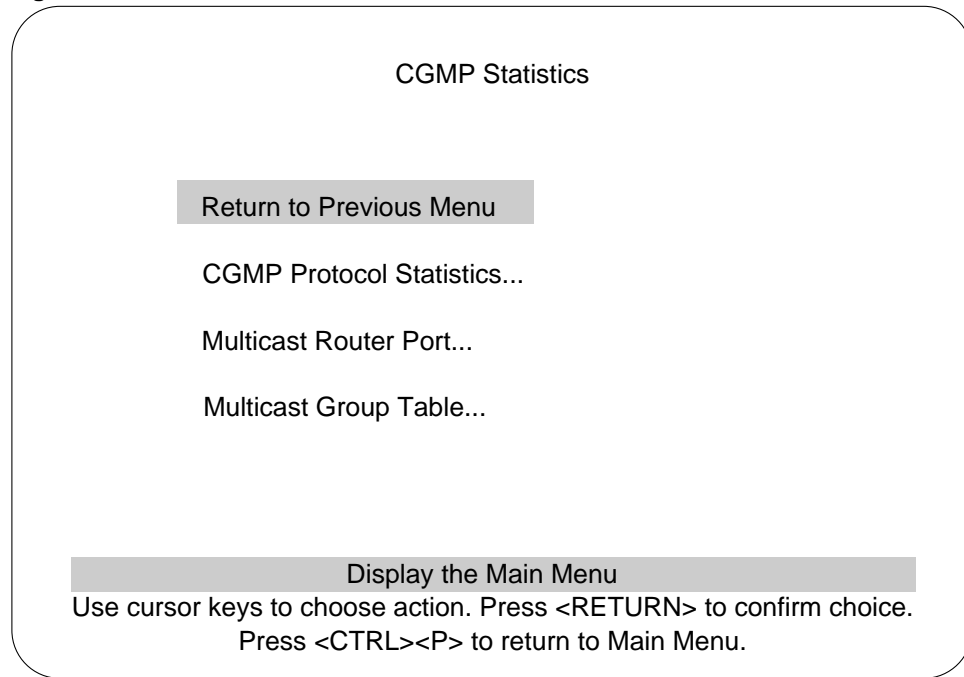 CGMP Statistics
Return to Previous Menu
CGMP Protocol Statistics...
Multicast Router Port...
Multicast Group Table...
Display the Main Menu
Use cursor keys to choose action. Press <RETURN> to confirm choice.
Press <CTRL><P> to return to Main Menu.